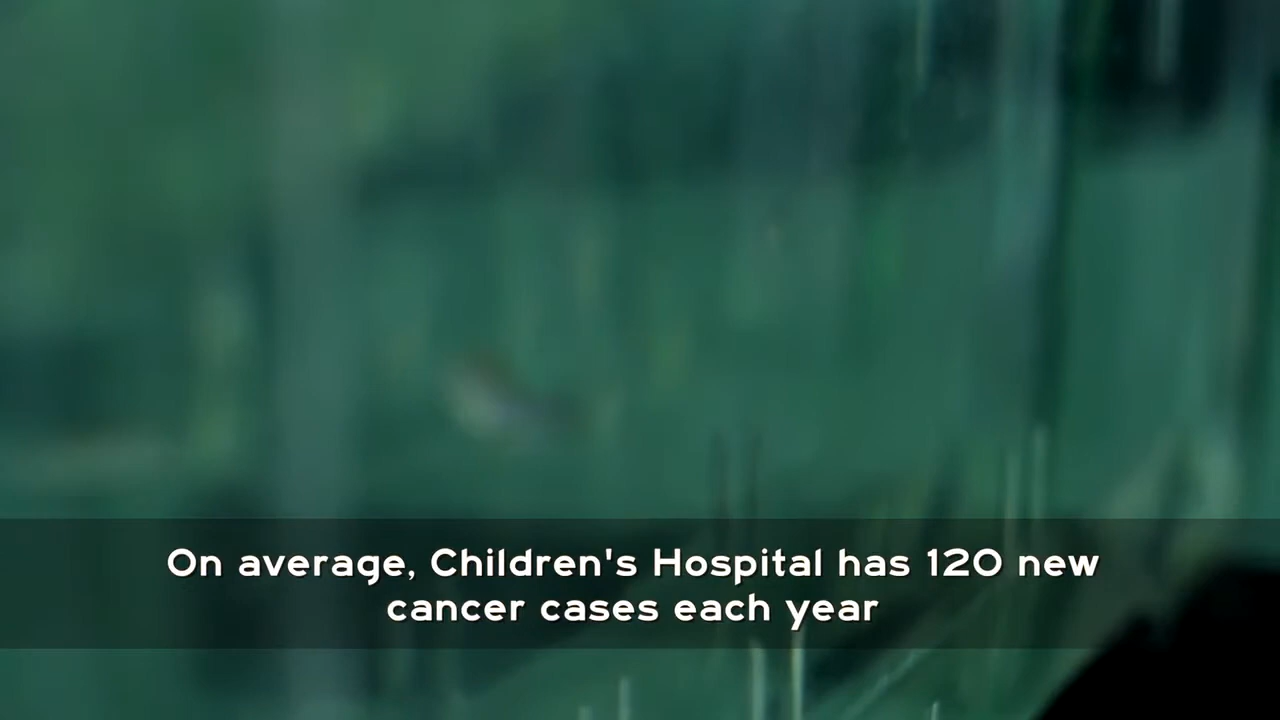 On average, Children's Hospital has 120 new
cancer cases each year